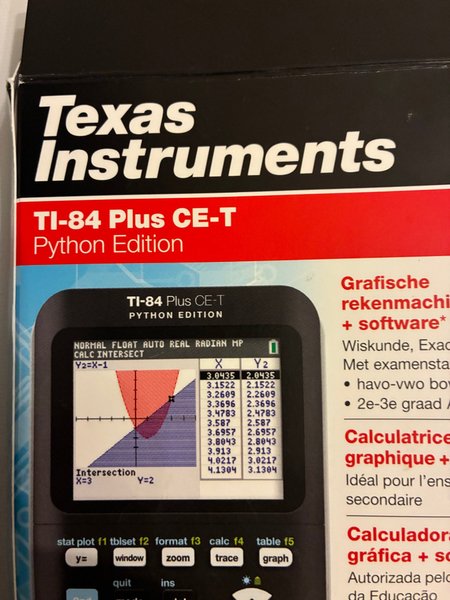 Texas
Instruments
TI-84 Plus CE-T
Python Edition
TI-84 Plus CE-T
PYTHON EDITION
NORMAL FLOAT AUTO REAL RADIAN MP
CALC INTERSECT
Y2=X-1
X Y2
3.0435 2.0435
3.1522 2.1522
3.2609 2.2609
3.3696 2.3696
3.4783 2.4783
3.587 2.587
3.6957 2.6957
3.8043 2.8043
3.913 2.913
4.0217 3.0217
4.1304 3.1304
Intersection
X=3 Y=2
stat plot f1 tblset f2 format f3 calc f4 table f5
y= window zoom trace graph
quit ins
2nd
Grafische
rekenmachi
+ software*
Wiskunde, Exac
Met examensta
• havo-vwo bov
• 2e-3e graad A
Calculatrice
graphique +
Idéal pour l'ens
secondaire
Calculadora
gráfica + so
Autorizada pelo
da Educação